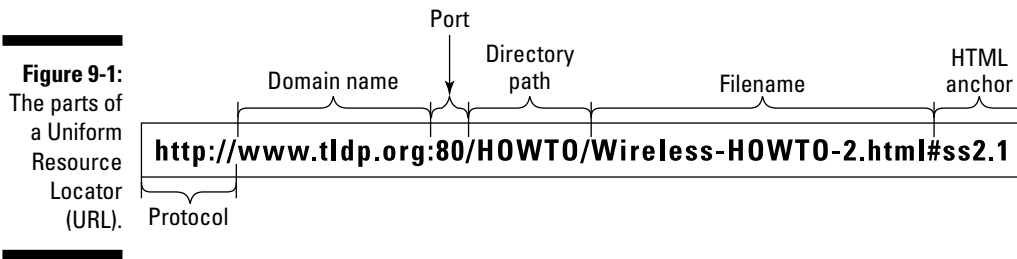 Figure 9-1:
The parts of
a Uniform
Resource
Locator
(URL).
Port
Domain name
Directory
path
Filename
HTML
anchor
http://www.tldp.org:80/HOWTO/Wireless-HOWTO-2.html#ss2.1
Protocol